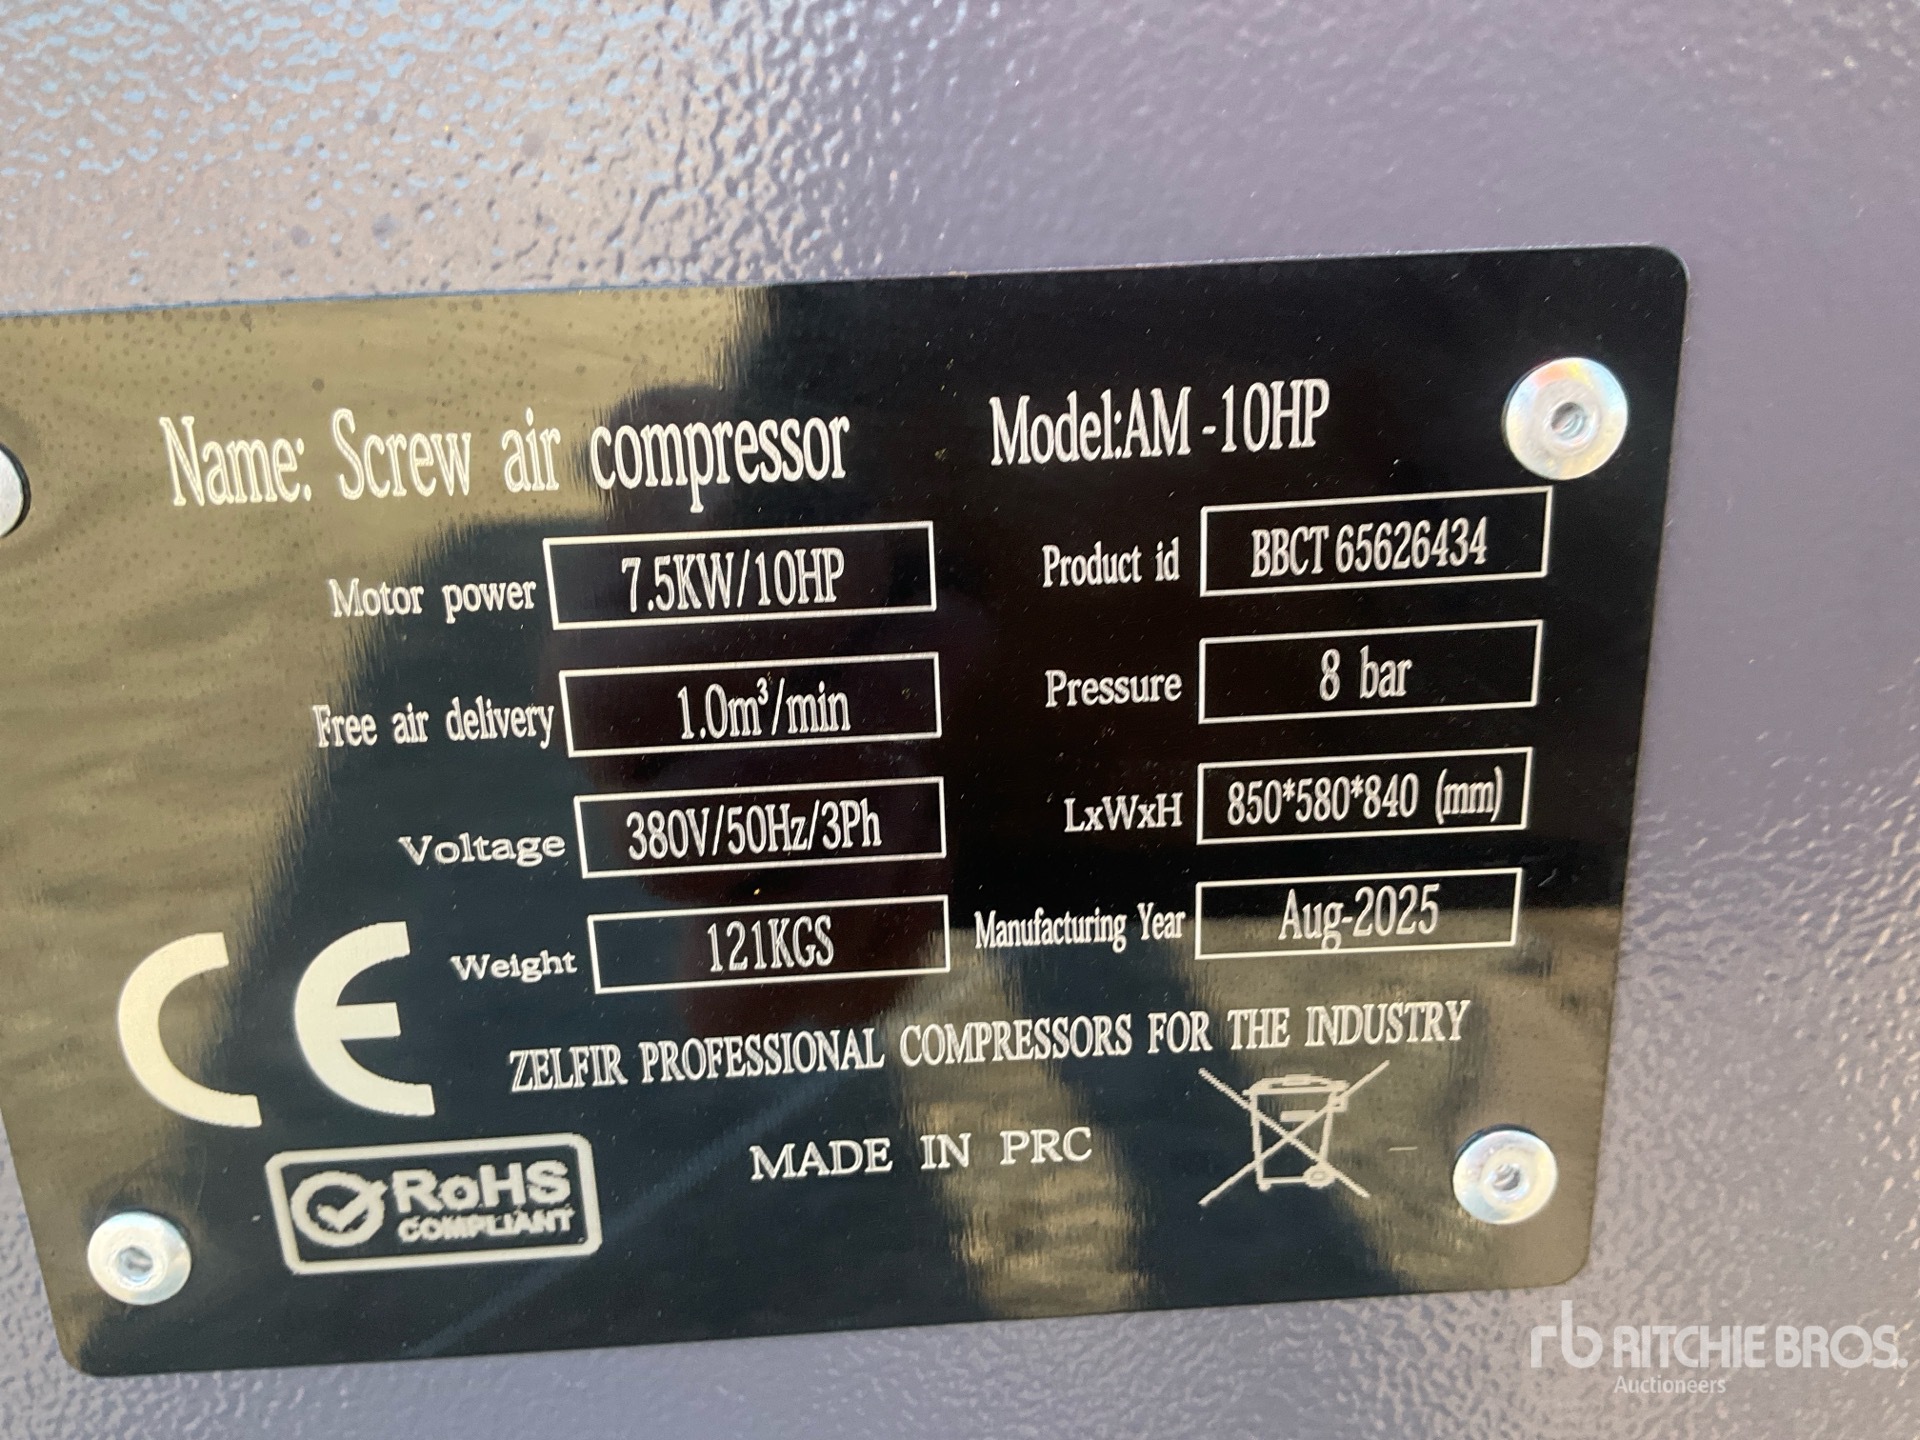 Name: Screw air compressor Model:AM-10HP
Motor power 7.5KW/10HP Product id BBCT 65626434
Free air delivery 1.0m³/min Pressure 8 bar
Voltage 380V/50Hz/3Ph LxWxH 850*580*840 (mm)
Weight 121KGS Manufacturing Year Aug-2025
CE
ZELFIR PROFESSIONAL COMPRESSORS FOR THE INDUSTRY
MADE IN PRC
RoHS
COMPLIANT
rb RITCHIE BROS.
Auctioneers